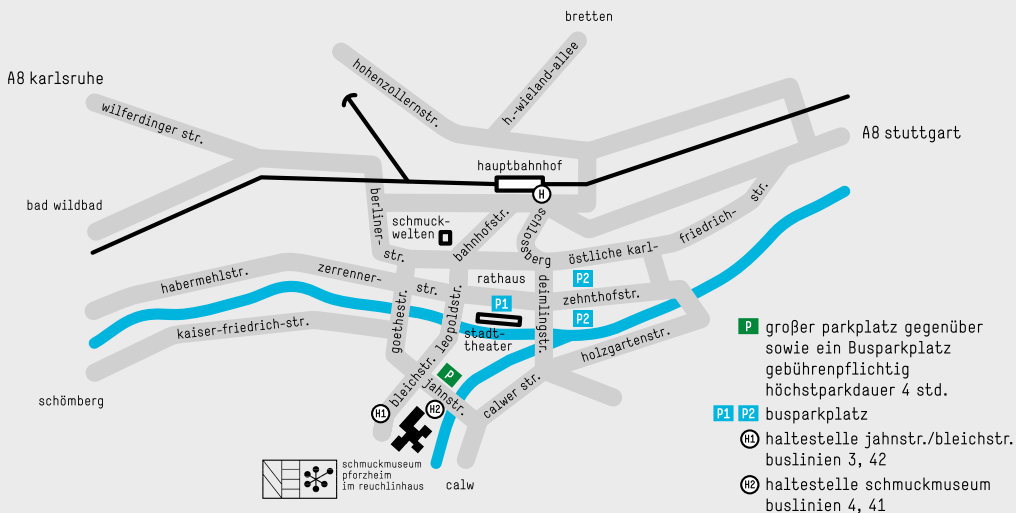 bretten
A8 karlsruhe
hohenzollernstr.
h.-wieland-allee
wilferdinger str.
A8 stuttgart
hauptbahnhof
H
bad wildbad
berliner-
str.
schmuck-
welten
bahnhofstr.
schloss
berg
östliche karl-
friedrich-
str.
habermehlstr.
zerrenner-
str.
rathaus
P2
P1
zehnthofstr.
P2
deimlingstr.
goethestr.
leopoldstr.
stadt-
theater
kaiser-friedrich-str.
holzgartenstr.
schömberg
bleichstr.
P
jahnstr.
calwer str.
H1
H2
schmuckmuseum
pforzheim
im reuchlinhaus
calw
P großer parkplatz gegenüber
sowie ein Busparkplatz
gebührenpflichtig
höchstparkdauer 4 std.
P1 P2 busparkplatz
H1 haltestelle jahnstr./bleichstr.
buslinien 3, 42
H2 haltestelle schmuckmuseum
buslinien 4, 41